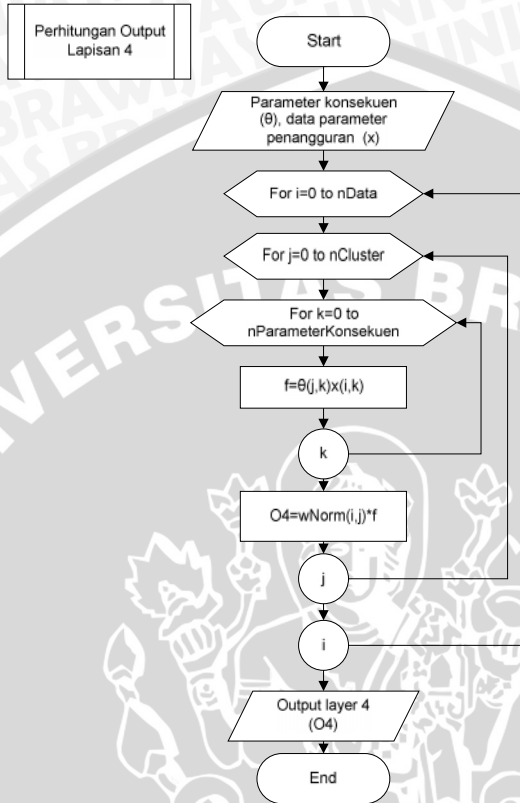 Perhitungan Output
Lapisan 4
Start
Parameter konsekuen
(θ), data parameter
penangguran (x)
For i=0 to nData
For j=0 to nCluster
For k=0 to
nParameterKonsekuen
f=θ(j,k)x(i,k)
k
O4=wNorm(i,j)*f
j
i
Output layer 4
(O4)
End